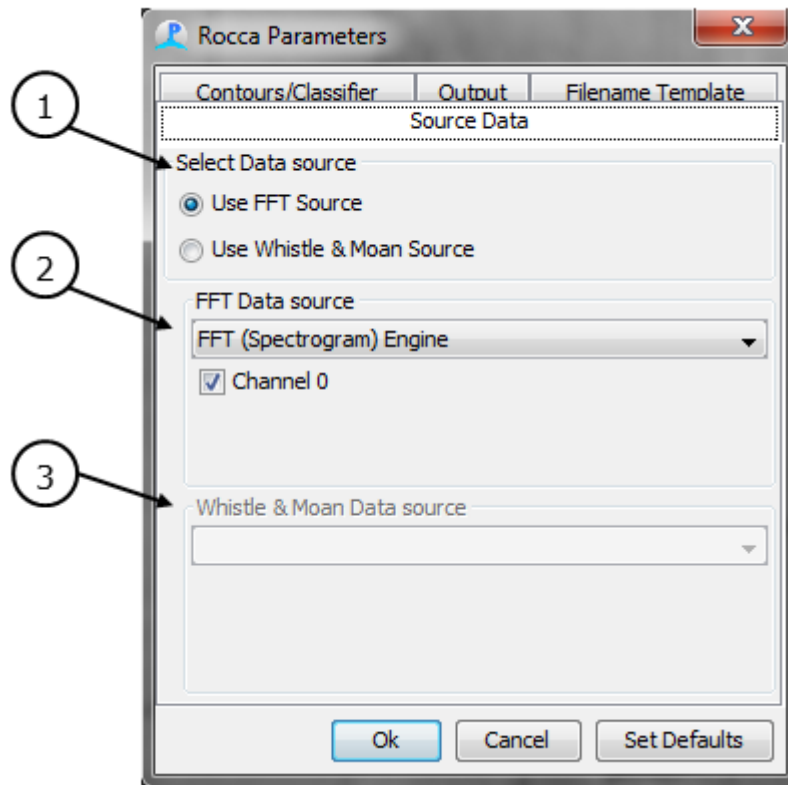 Rocca Parameters
Contours/Classifier Output Filename Template
Source Data
1
Select Data source
Use FFT Source
Use Whistle & Moan Source
2
FFT Data source
FFT (Spectrogram) Engine
Channel 0
3
Whistle & Moan Data source
Ok Cancel Set Defaults